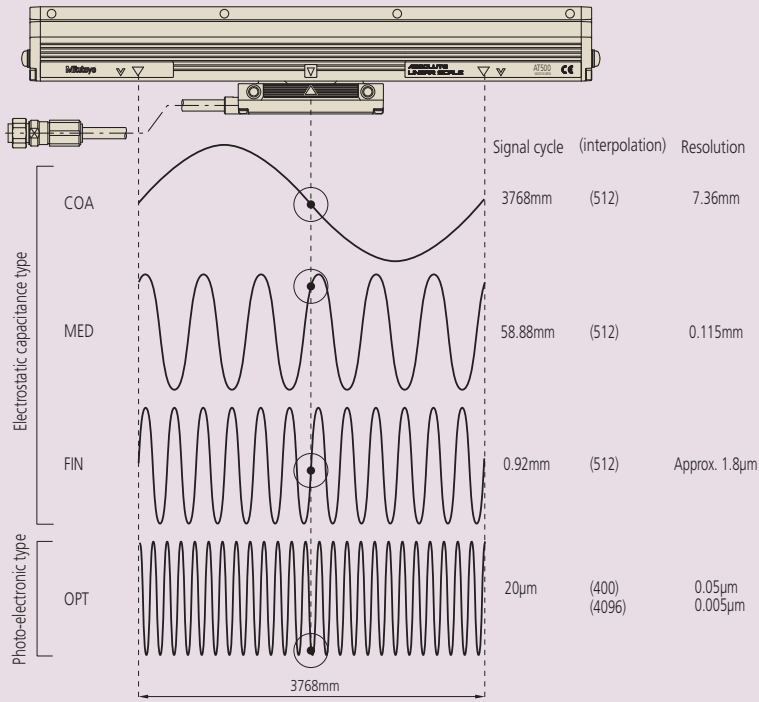 Mitutoyo
ABSOLUTE
LINEAR SCALE
AT500
CE
Signal cycle (interpolation) Resolution
Electrostatic capacitance type
COA 3768mm (512) 7.36mm
MED 58.88mm (512) 0.115mm
FIN 0.92mm (512) Approx. 1.8µm
Photo-electronic type
OPT 20µm (400) 0.05µm
(4096) 0.005µm
3768mm